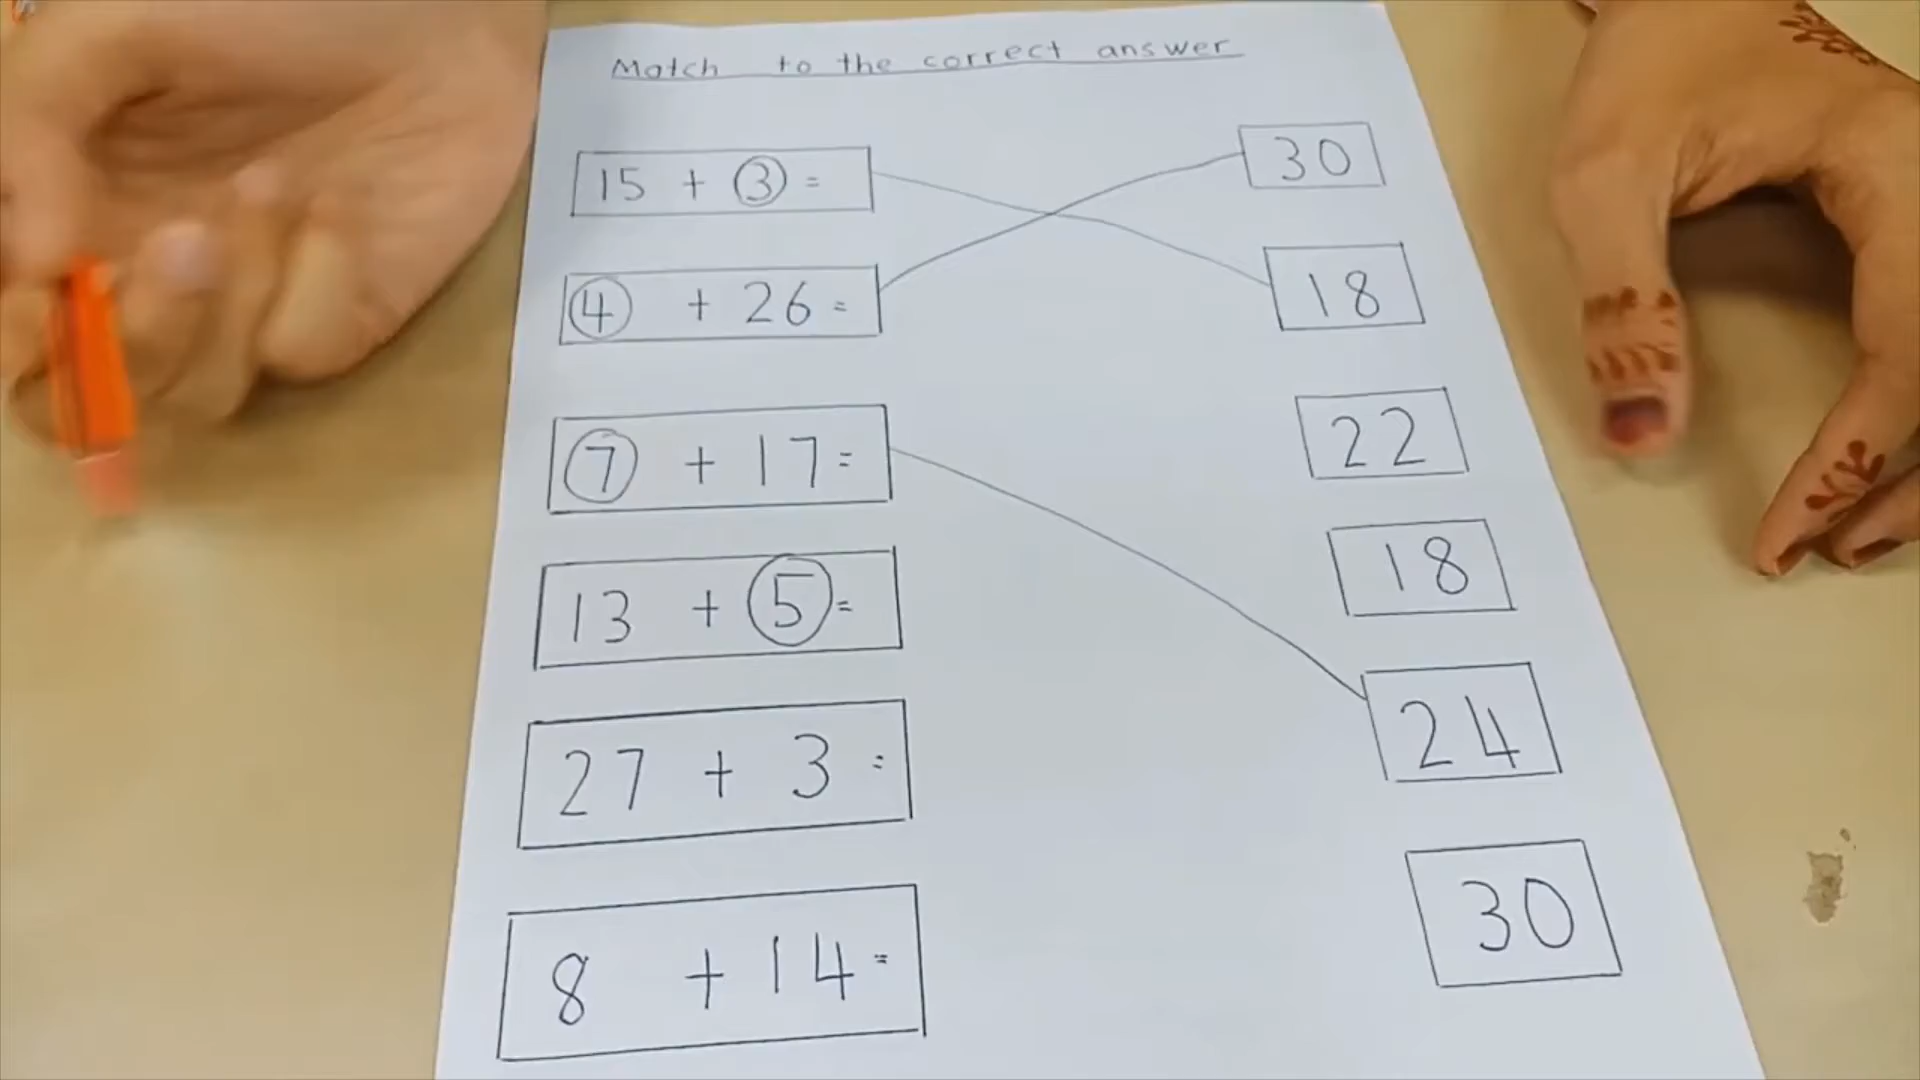 Match to the correct answer
15 + 3 = 30
4 + 26 = 18
7 + 17 = 22
13 + 5 = 18
27 + 3 = 24
8 + 14 = 30